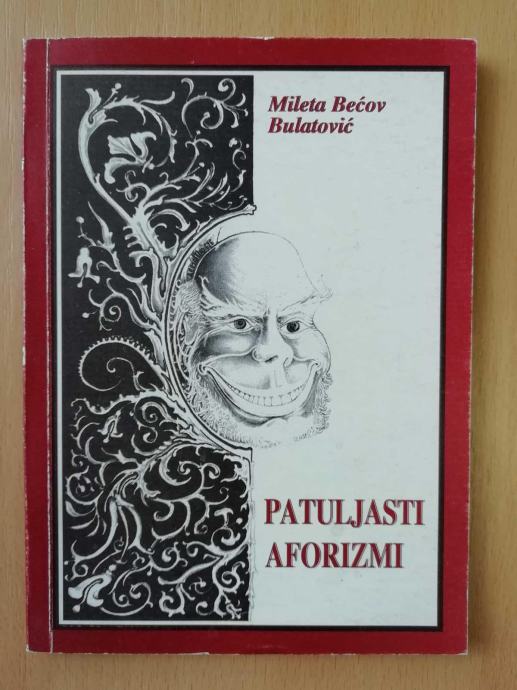 Mileta Bećov
Bulatović
PATULJASTI
AFORIZMI